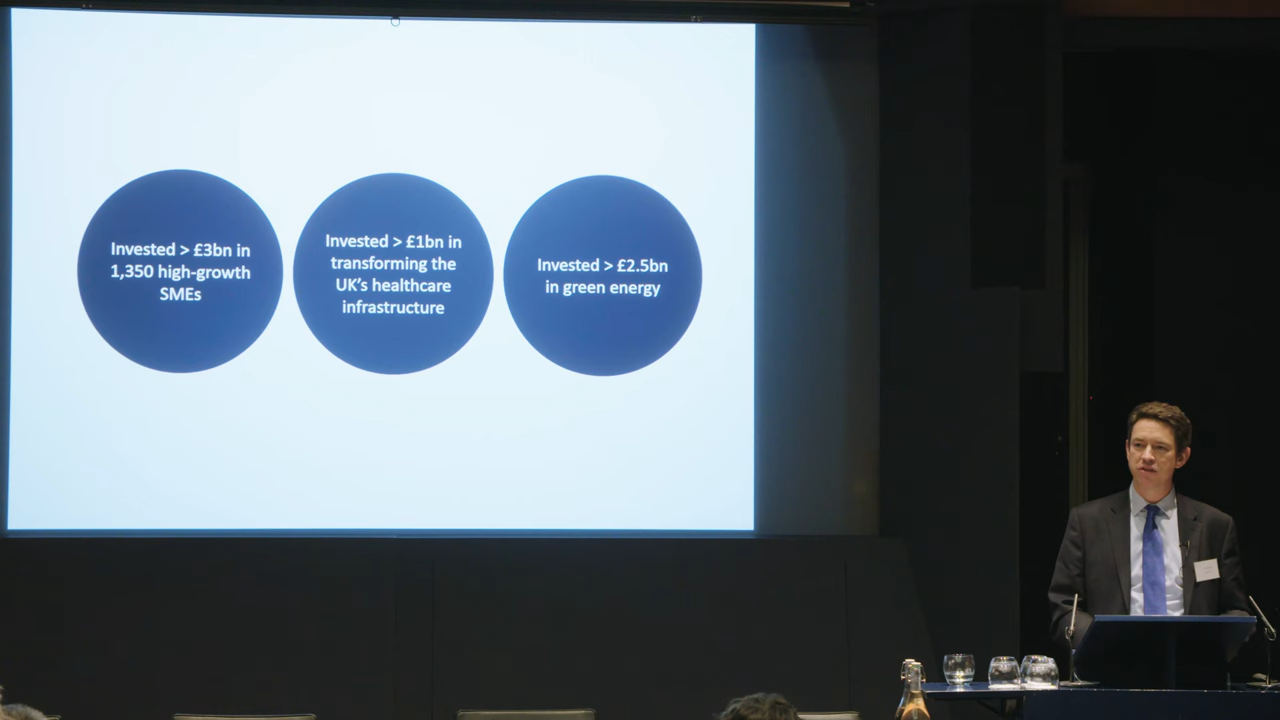 Invested > £3bn in
1,350 high-growth
SMEs
Invested > £1bn in
transforming the
UK's healthcare
infrastructure
Invested > £2.5bn
in green energy